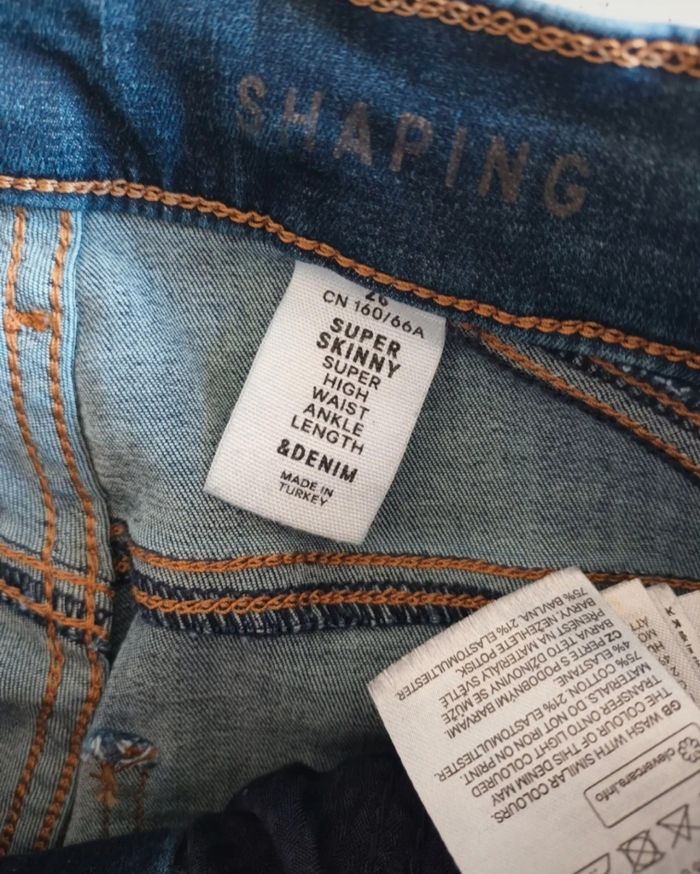 SHAPING
26
CN 160/66A
SUPER
SKINNY
SUPER
HIGH
WAIST
ANKLE
LENGTH
&DENIM
MADE IN
TURKEY
clevercare.info
GB WASH WITH SIMILAR COLOURS
THE COLOUR OF THIS DENIM MAY
TRANSFER ONTO LIGHT COLOURED
MATERIALS DO NOT IRON ON PRINT.
75% COTTON, 21% ELASTOMULTIESTER
4% ELASTANE
CZ PERTE S PODOBNÝMI BARVAMI
BARVA TÉTO DŽÍNOVINY SE MŮŽE
PŘENÉST NA MATERIÁLY SVĚTLÉ
BARVY. NEŽEHLETE POTISK.
75% BAVLNA, 21% ELASTOMULTIESTER